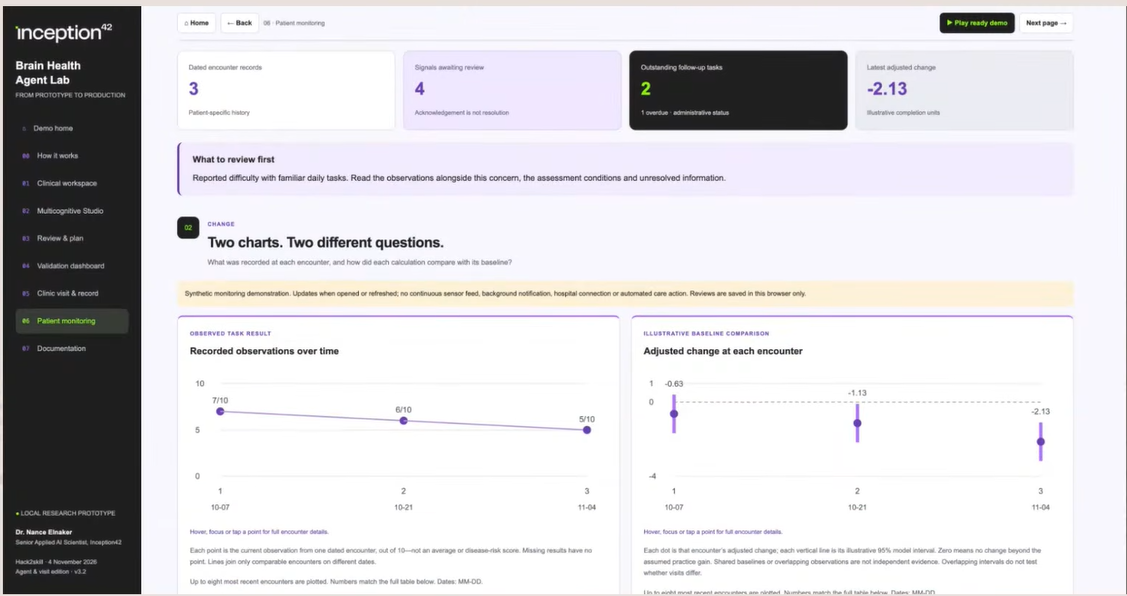 inception42
Brain Health
Agent Lab
FROM PROTOTYPE TO PRODUCTION
Demo home
00 How it works
01 Clinical workspace
02 Multicognitive Studio
03 Review & plan
04 Validation dashboard
05 Clinic visit & record
06 Patient monitoring
07 Documentation
● LOCAL RESEARCH PROTOTYPE
Dr. Nance Elnaker
Senior Applied AI Scientist, Inception42
Hack2skill · 4 November 2026
Agent & visit edition · v3.2
⌂ Home
← Back
06 · Patient monitoring
▶ Play ready demo
Next page →
Dated encounter records
3
Patient-specific history
Signals awaiting review
4
Acknowledgement is not resolution
Outstanding follow-up tasks
2
1 overdue · administrative status
Latest adjusted change
-2.13
Illustrative completion units
What to review first
Reported difficulty with familiar daily tasks. Read the observations alongside this concern, the assessment conditions and unresolved information.
02
CHANGE
Two charts. Two different questions.
What was recorded at each encounter, and how did each calculation compare with its baseline?
Synthetic monitoring demonstration. Updates when opened or refreshed; no continuous sensor feed, background notification, hospital connection or automated care action. Reviews are saved in this browser only.
OBSERVED TASK RESULT
Recorded observations over time
10
7/10
6/10
5/10
5
0
1 2 3
10-07 10-21 11-04
Hover, focus or tap a point for full encounter details.
Each point is the current observation from one dated encounter, out of 10—not an average or disease-risk score. Missing results have no
point. Lines join only comparable encounters on different dates.
Up to eight most recent encounters are plotted. Numbers match the full table below. Dates: MM-DD.
ILLUSTRATIVE BASELINE COMPARISON
Adjusted change at each encounter
1 -0.63
-1.13
0
-2.13
-4
1 2 3
10-07 10-21 11-04
Hover, focus or tap a point for full encounter details.
Each dot is that encounter's adjusted change; each vertical line is its illustrative 95% model interval. Zero means no change beyond the
assumed practice gain. Shared baselines or overlapping observations are not independent evidence. Overlapping intervals do not test
whether visits differ.
Up to eight most recent encounters are plotted. Numbers match the full table below. Dates: MM-DD.